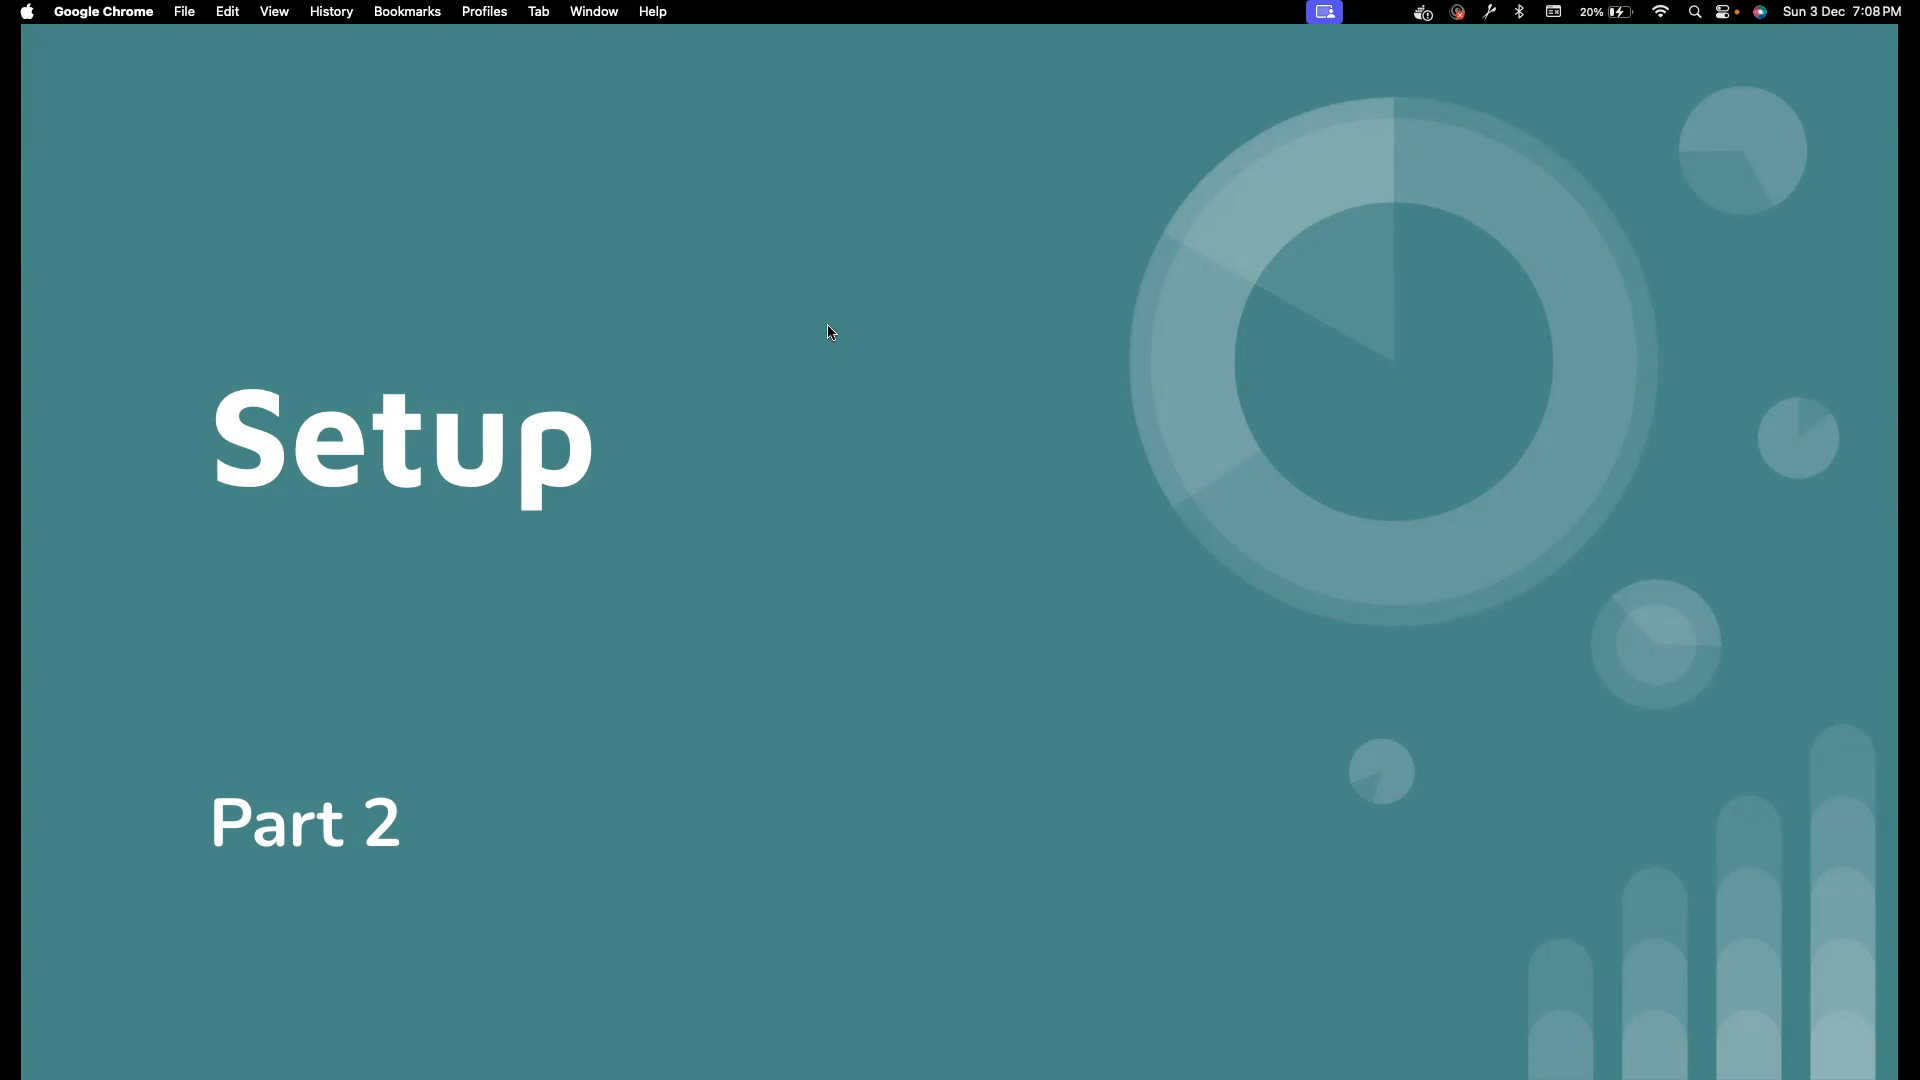 Google Chrome File Edit View History Bookmarks Profiles Tab Window Help 20% Sun 3 Dec 7:08 PM
Setup
Part 2